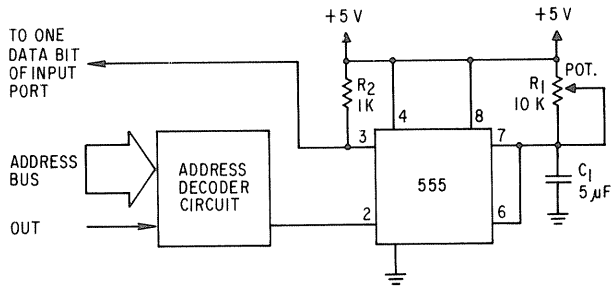 +5 V
+5 V
TO ONE
DATA BIT
OF INPUT
PORT
R2
1K
4
8
R1
10 K
POT.
3
7
ADDRESS
BUS
ADDRESS
DECODER
CIRCUIT
555
C1
5 µF
OUT
2
6